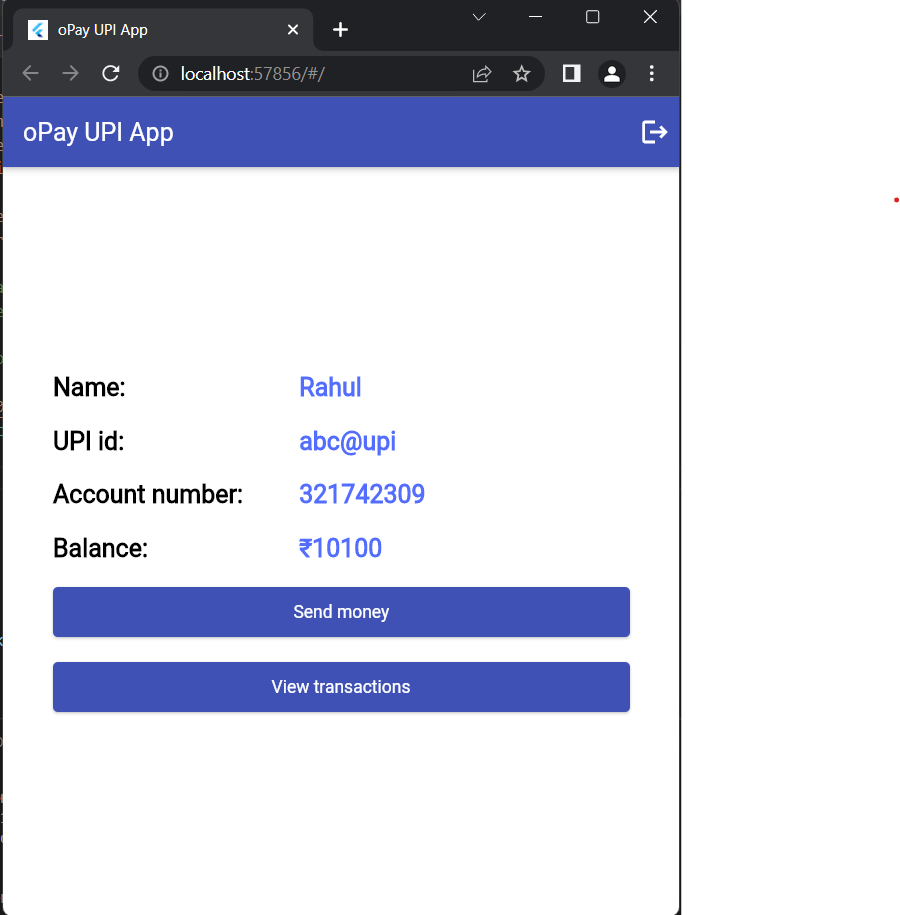 oPay UPI App
localhost:57856/#/
oPay UPI App
Name: Rahul
UPI id: abc@upi
Account number: 321742309
Balance: ₹10100
Send money
View transactions